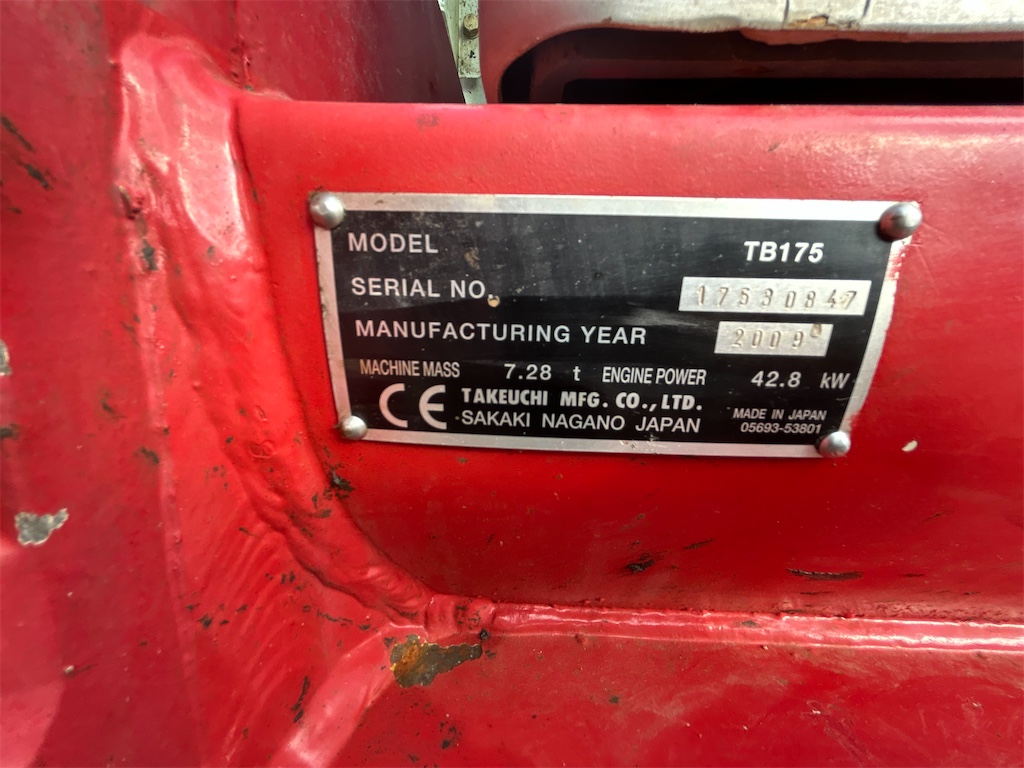 MODEL TB175
SERIAL NO. 17530847
MANUFACTURING YEAR 2009
MACHINE MASS 7.28 t ENGINE POWER 42.8 kW
CE TAKEUCHI MFG. CO., LTD.
SAKAKI NAGANO JAPAN
MADE IN JAPAN
05693-53801